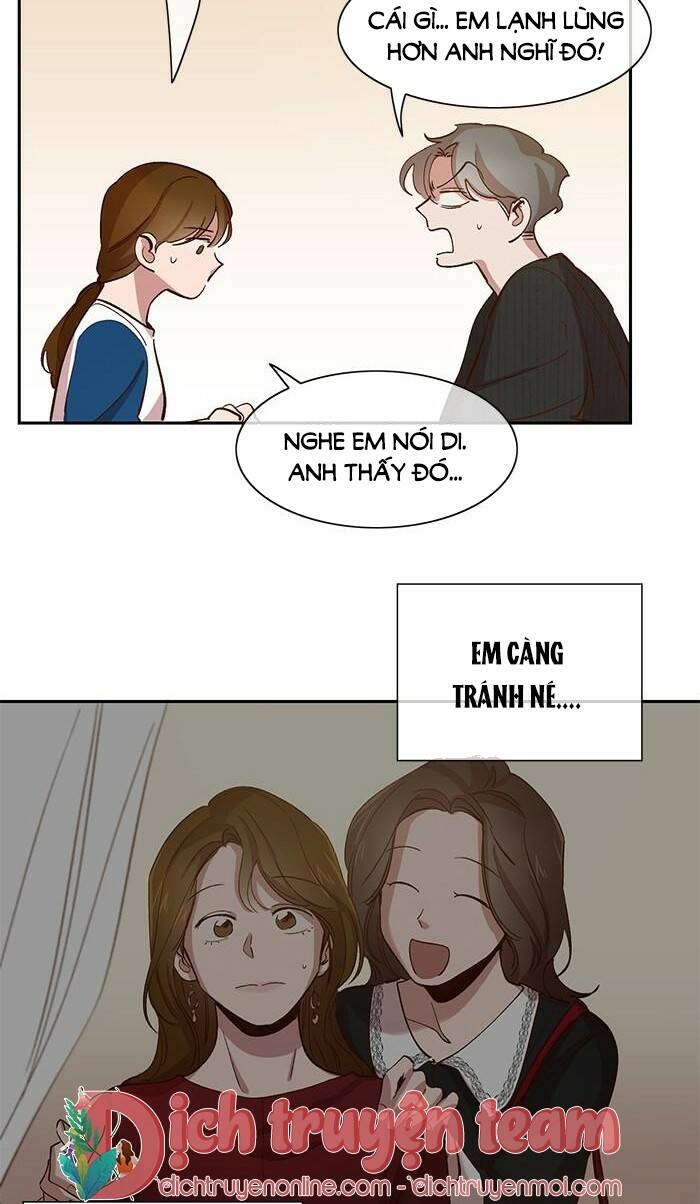 CÁI GÌ... EM LẠNH LÙNG
HƠN ANH NGHĨ ĐÓ!
NGHE EM NÓI DI.
ANH THẤY ĐÓ...
EM CÀNG
TRÁNH NÉ....
Dịch truyện team
dichtruyenonline.com - dichtruyenmoi.com